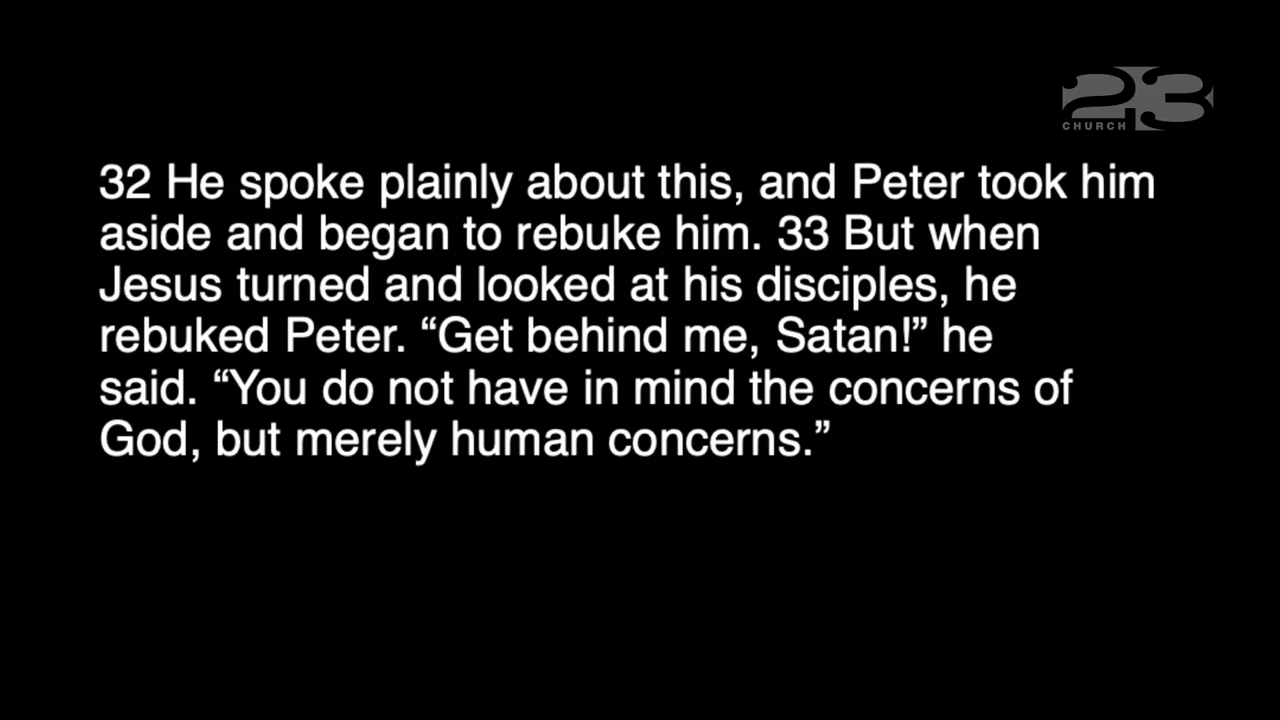 23
CHURCH
32 He spoke plainly about this, and Peter took him
aside and began to rebuke him. 33 But when
Jesus turned and looked at his disciples, he
rebuked Peter. “Get behind me, Satan!” he
said. “You do not have in mind the concerns of
God, but merely human concerns.”